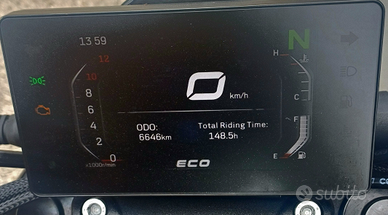 13 59
N
12
10
8
6
4
2
0
x1000r/min
0 km/h
H
C
F
E
ODO:
6646km
Total Riding Time:
148.5h
ECO
subito